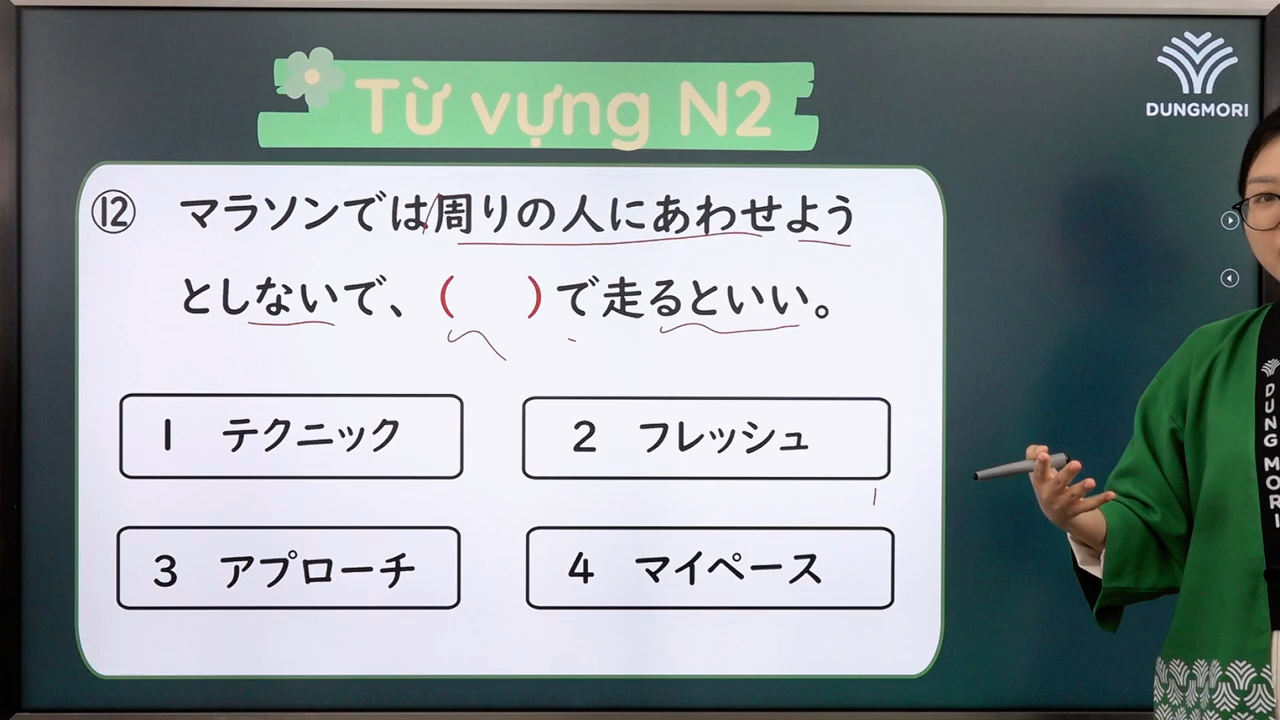 Từ vựng N2
DUNGMORI
⑫ マラソンでは周りの人にあわせよう
としないで、( )で走るといい。
1 テクニック
2 フレッシュ
3 アプローチ
4 マイペース
DUNG MORI